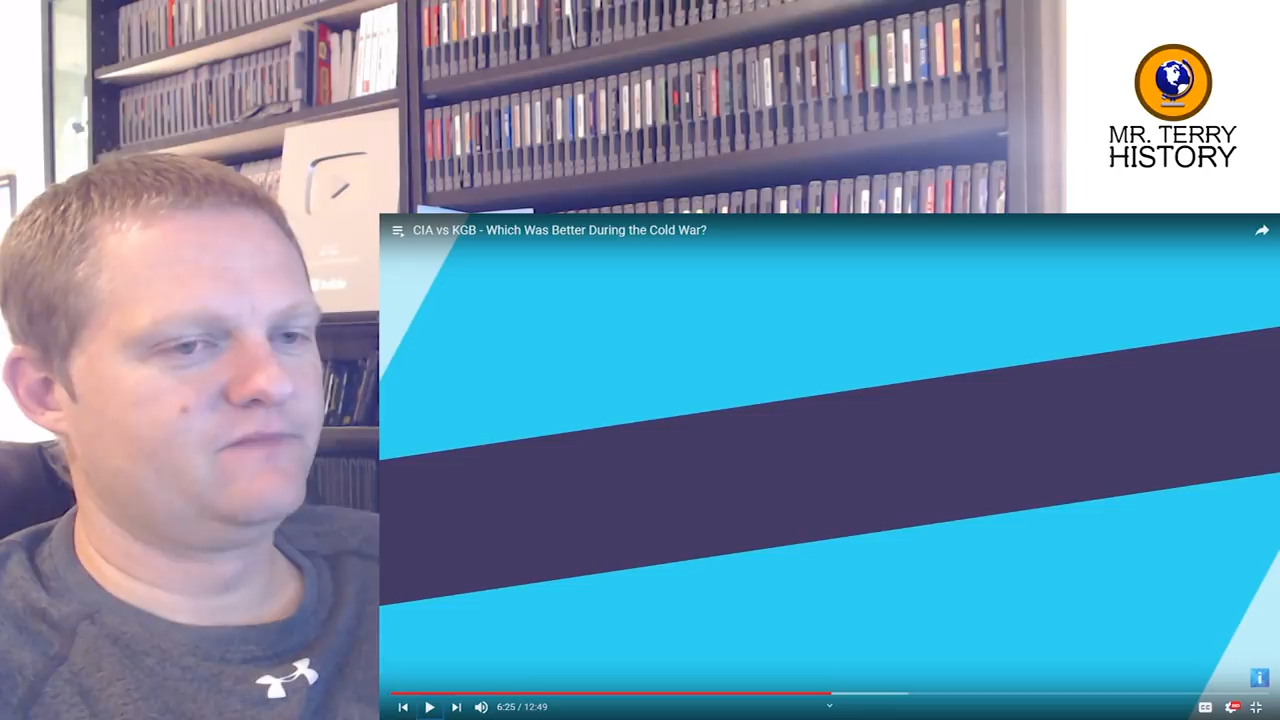 MR. TERRY
HISTORY
CIA vs KGB - Which Was Better During the Cold War?
6:25 / 12:49